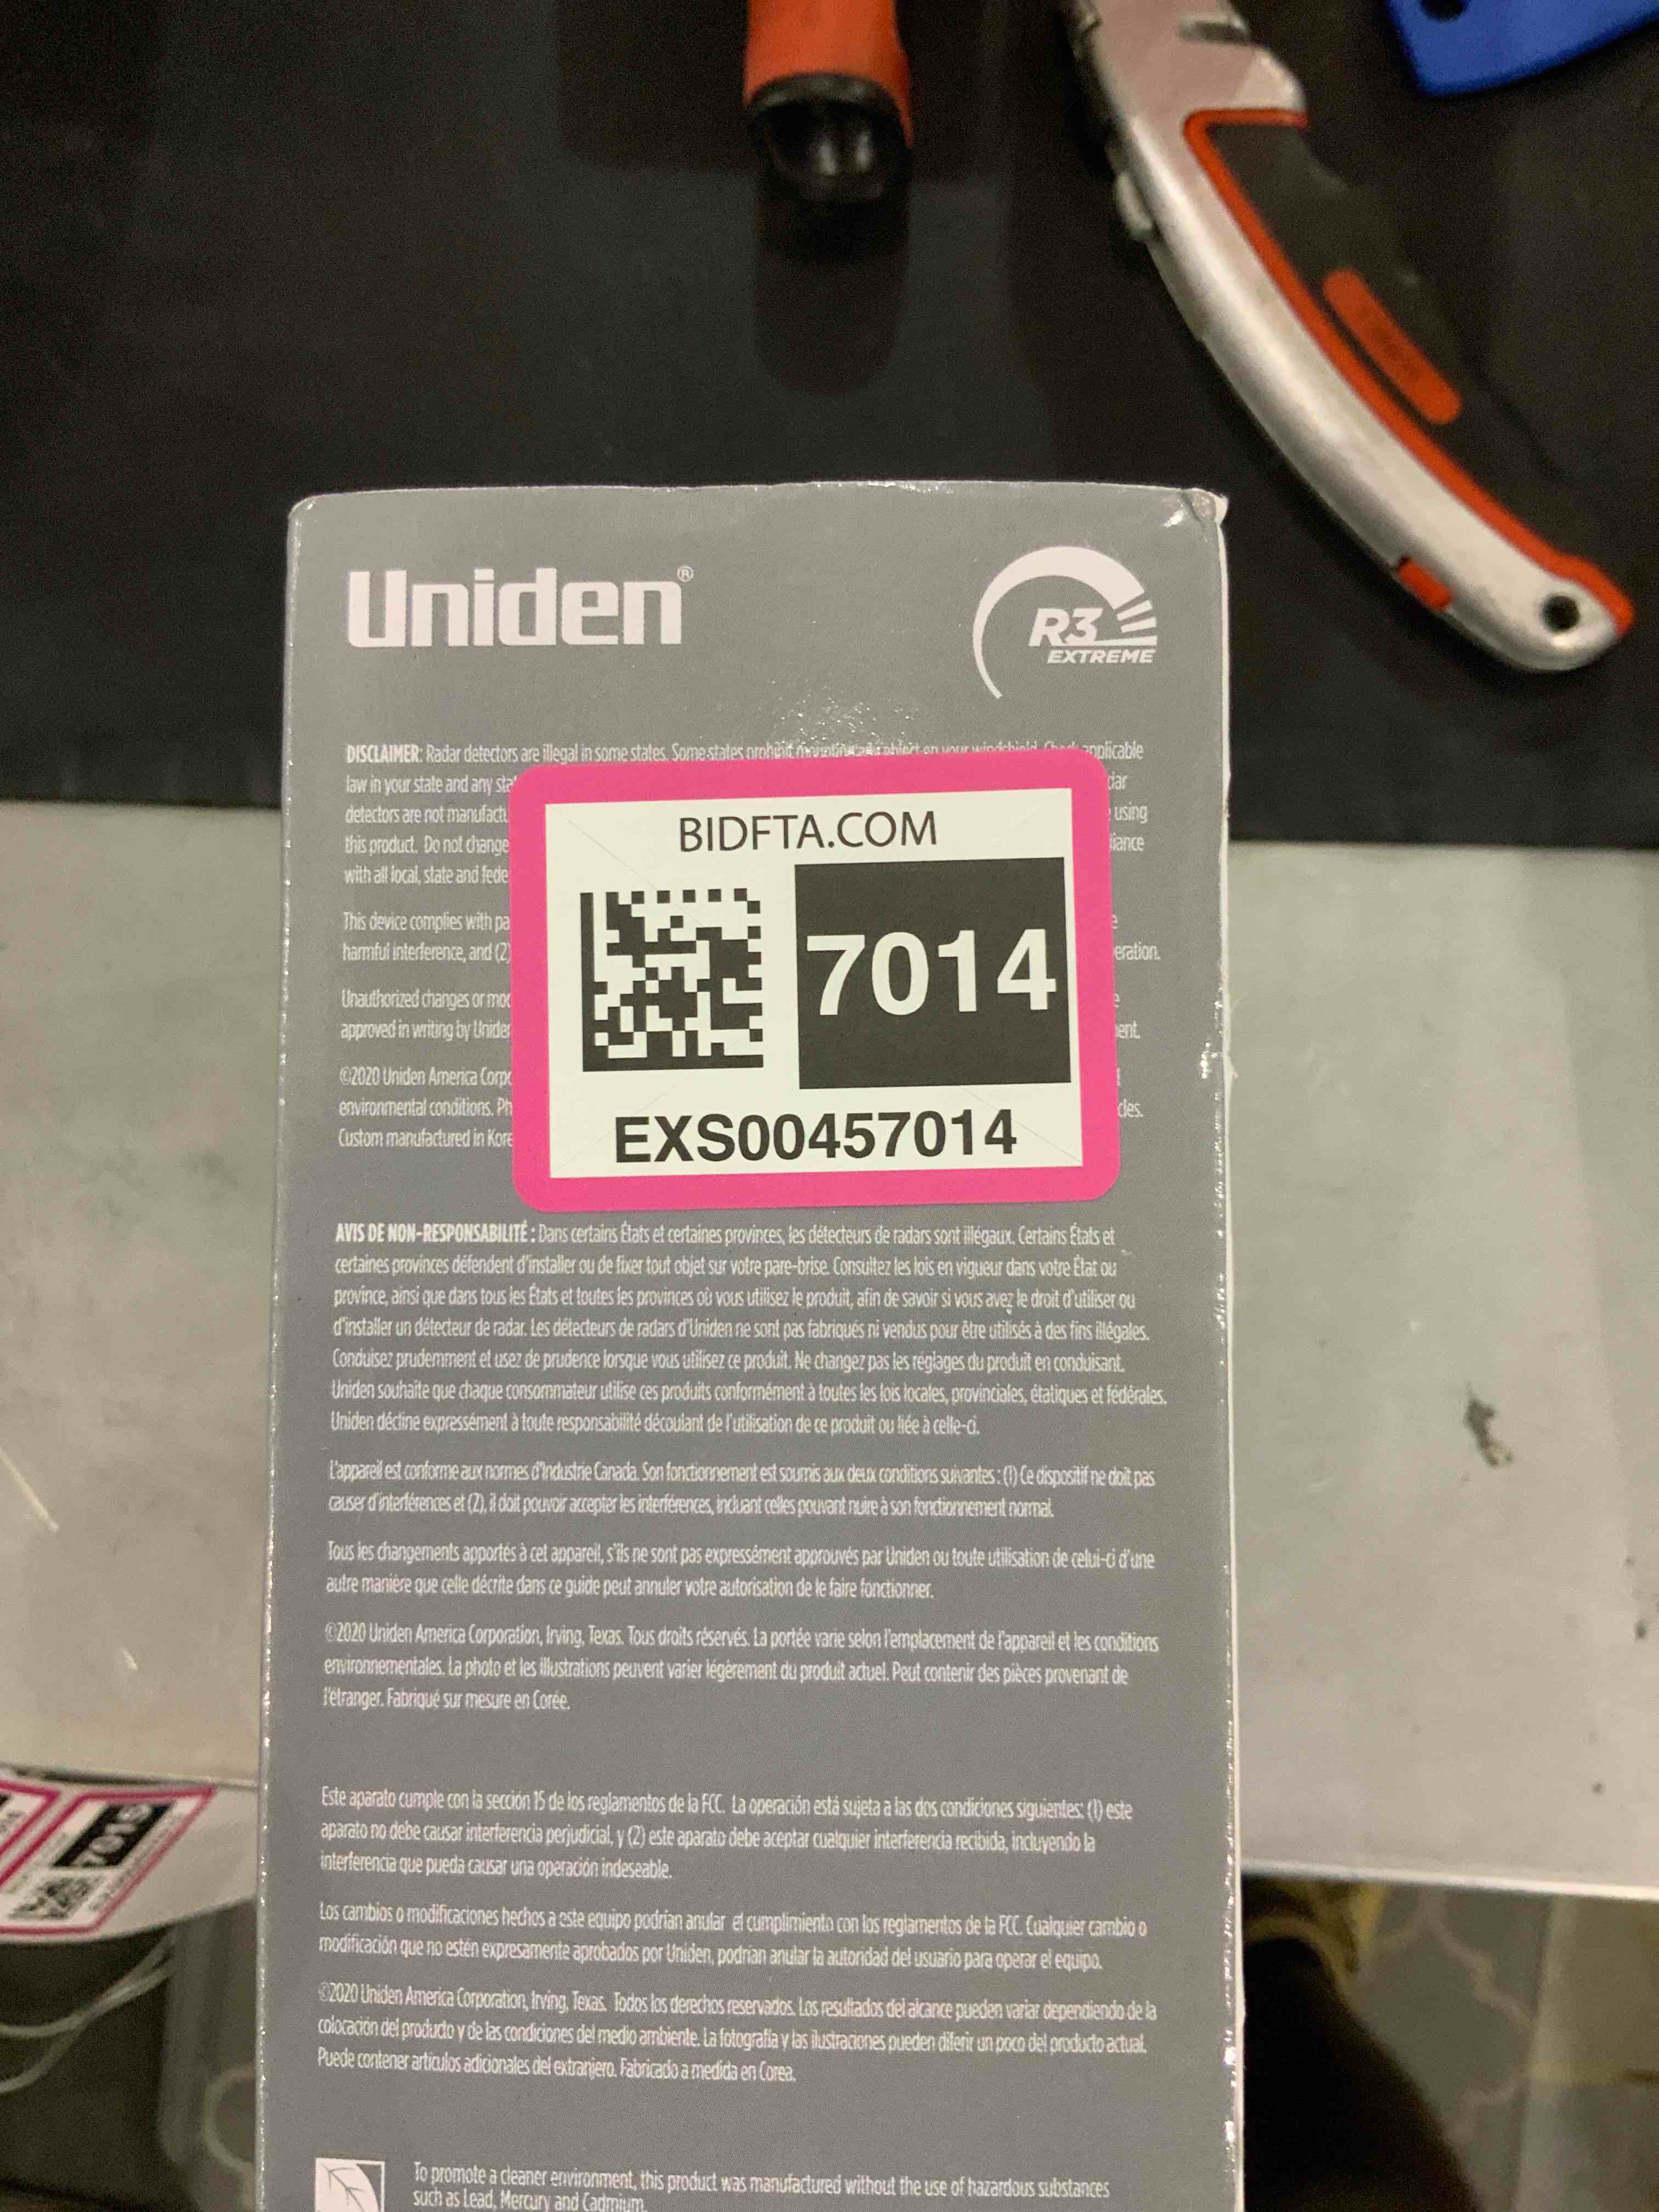 Uniden®
R3
EXTREME
DISCLAIMER: Radar detectors are illegal in some states. Some states prohibit mounting an object on your windshield. Check applicable
law in your state and any
dar
detectors are not
using
this product. Do not change
with all local, state and
This device complies with
harmful interference, and (2)
Unauthorized changes or
approved in writing by
©2020 Uniden America
environmental conditions.
Custom manufactured in
BIDFTA.COM
7014
EXS00457014
AVIS DE NON-RESPONSABILITÉ : Dans certains États et certaines provinces, les détecteurs de radars sont illégaux. Certains États et
certaines provinces défendent d'installer ou de fixer tout objet sur votre pare-brise. Consultez les lois en vigueur dans votre État ou
province, ainsi que dans tous les États et toutes les provinces où vous utilisez le produit, afin de savoir si vous avez le droit d'utiliser ou
d'installer un détecteur de radar. Les détecteurs de radars d'Uniden ne sont pas fabriqués ni vendus pour être utilisés à des fins illégales.
Conduisez prudemment et usez de prudence lorsque vous utilisez ce produit. Ne changez pas les réglages du produit en conduisant.
Uniden souhaite que chaque consommateur utilise ces produits conformément à toutes les lois locales, provinciales, étatiques et fédérales.
Uniden décline expressément à toute responsabilité découlant de l'utilisation de ce produit ou liée à celle-ci.
L'appareil est conforme aux normes d'Industrie Canada. Son fonctionnement est soumis aux deux conditions suivantes : (1) Ce dispositif ne doit pas
causer d'interférences et (2), il doit pouvoir accepter les interférences, incluant celles pouvant nuire à son fonctionnement normal.
Tous les changements apportés à cet appareil, s'ils ne sont pas expressément approuvés par Uniden ou toute utilisation de celui-ci d'une
autre manière que celle décrite dans ce guide peut annuler votre autorisation de le faire fonctionner.
©2020 Uniden America Corporation, Irving, Texas. Tous droits réservés. La portée varie selon l'emplacement de l'appareil et les conditions
environnementales. La photo et les illustrations peuvent varier légèrement du produit actuel. Peut contenir des pièces provenant de
l'étranger. Fabriqué sur mesure en Corée.
Este aparato cumple con la sección 15 de los reglamentos de la FCC. La operación está sujeta a las dos condiciones siguientes: (1) este
aparato no debe causar interferencia perjudicial, y (2) este aparato debe aceptar cualquier interferencia recibida, incluyendo la
interferencia que pueda causar una operación indeseable.
Los cambios o modificaciones hechos a este equipo podrían anular el cumplimiento con los reglamentos de la FCC. Cualquier cambio o
modificación que no estén expresamente aprobados por Uniden, podrían anular la autoridad del usuario para operar el equipo.
©2020 Uniden America Corporation, Irving, Texas. Todos los derechos reservados. Los resultados del alcance pueden variar dependiendo de la
colocación del producto y de las condiciones del medio ambiente. La fotografía y las ilustraciones pueden diferir un poco del producto actual.
Puede contener artículos adicionales del extranjero. Fabricado a medida en Corea.
To promote a cleaner environment, this product was manufactured without the use of hazardous substances
such as Lead, Mercury and Cadmium.
7015